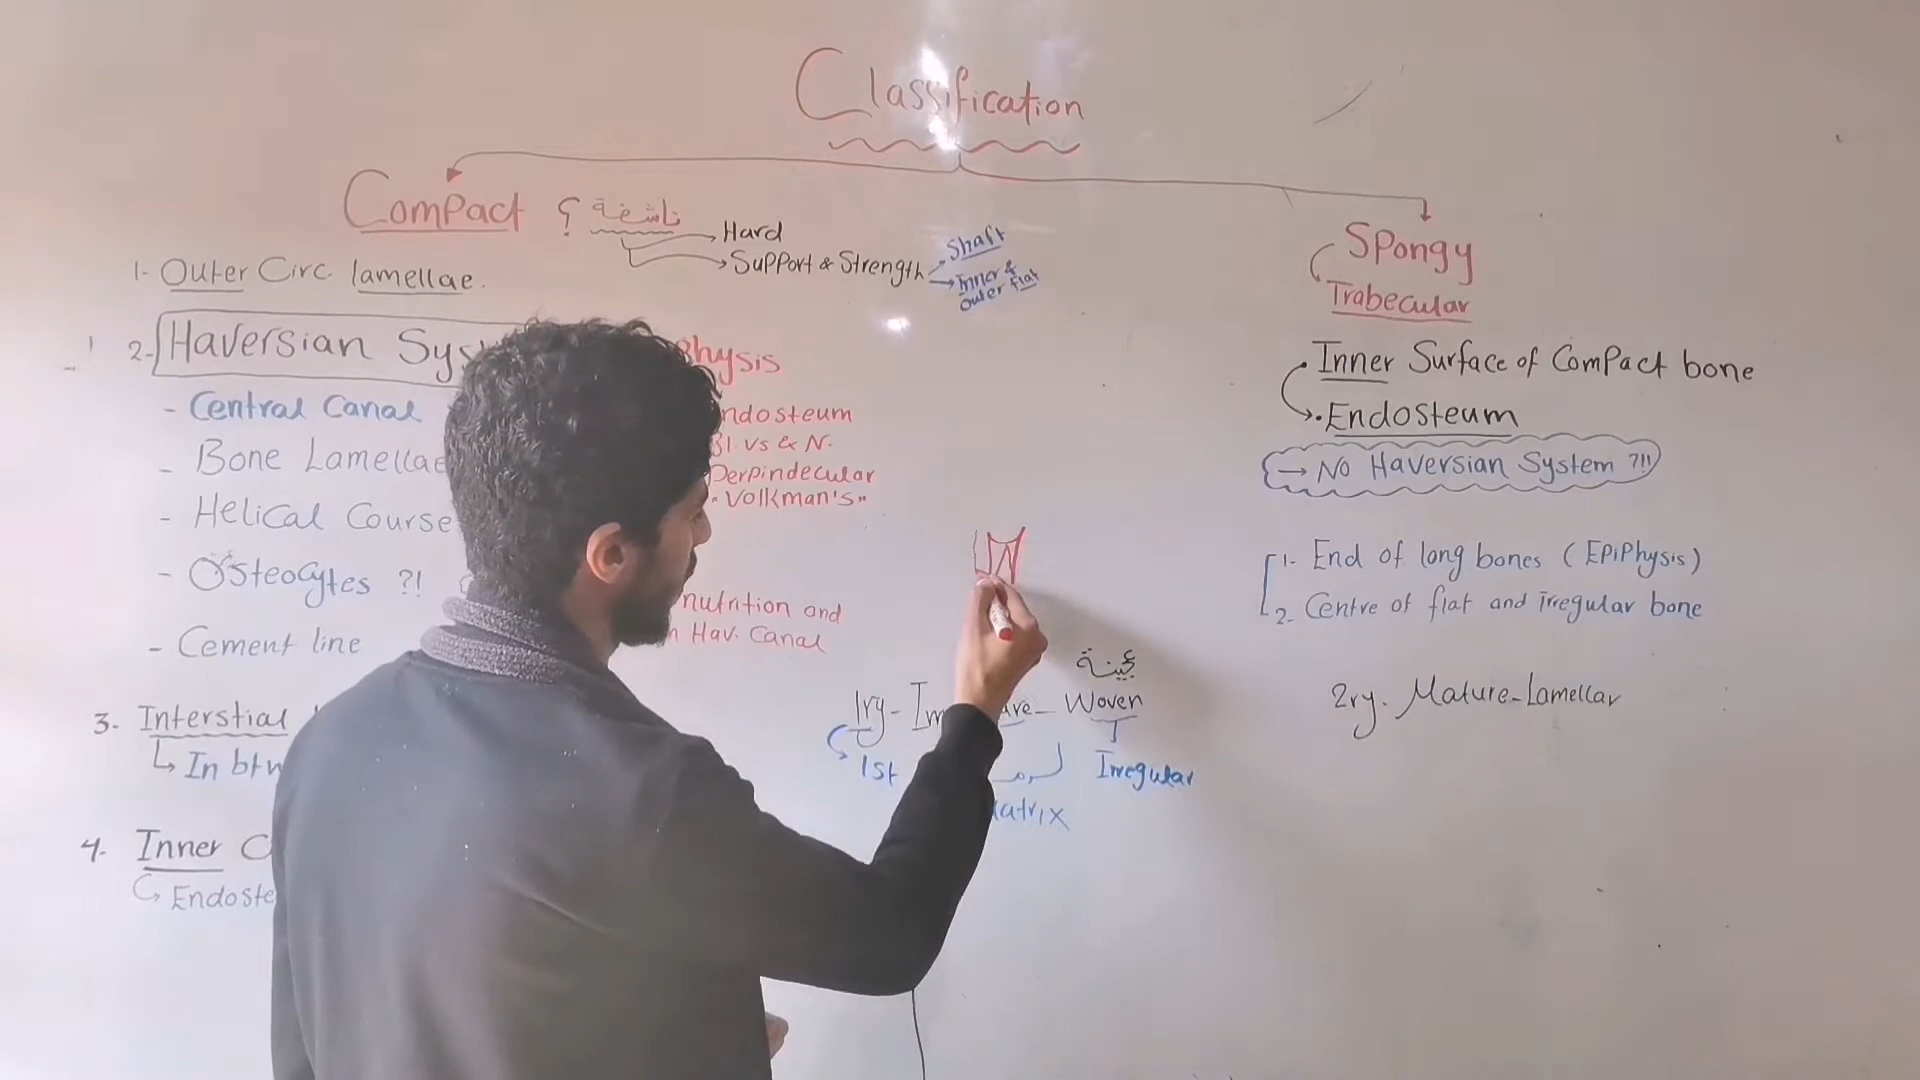 Classification
Compact ؟ ناشفة
Hard
Support & Strength
Shaft
Inner &
Outer flat
1- Outer Circ. lamellae.
2- Haversian Sys
physis
- Central Canal
ndosteum
Bl. vs & N.
- Bone Lamellae
Perpindecular
"Volkman's"
- Helical Course
- Osteocytes ?!
nutrition and
n Hav. Canal
- Cement line
3- Interstial
In btw
4- Inner C
Endoste
1ry - Im ure - Woven
عجينة
1st
Irregular
atrix
Spongy
Trabecular
. Inner Surface of Compact bone
. Endosteum
→ No Haversian System ?!!
1- End of long bones (Epiphysis)
2- Centre of flat and irregular bone
2ry. Mature-Lamellar